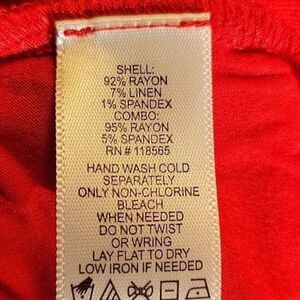 SHELL:
92% RAYON
7% LINEN
1% SPANDEX
COMBO:
95% RAYON
5% SPANDEX
RN # 118565
HAND WASH COLD
SEPARATELY
ONLY NON-CHLORINE
BLEACH
WHEN NEEDED
DO NOT TWIST
OR WRING
LAY FLAT TO DRY
LOW IRON IF NEEDED